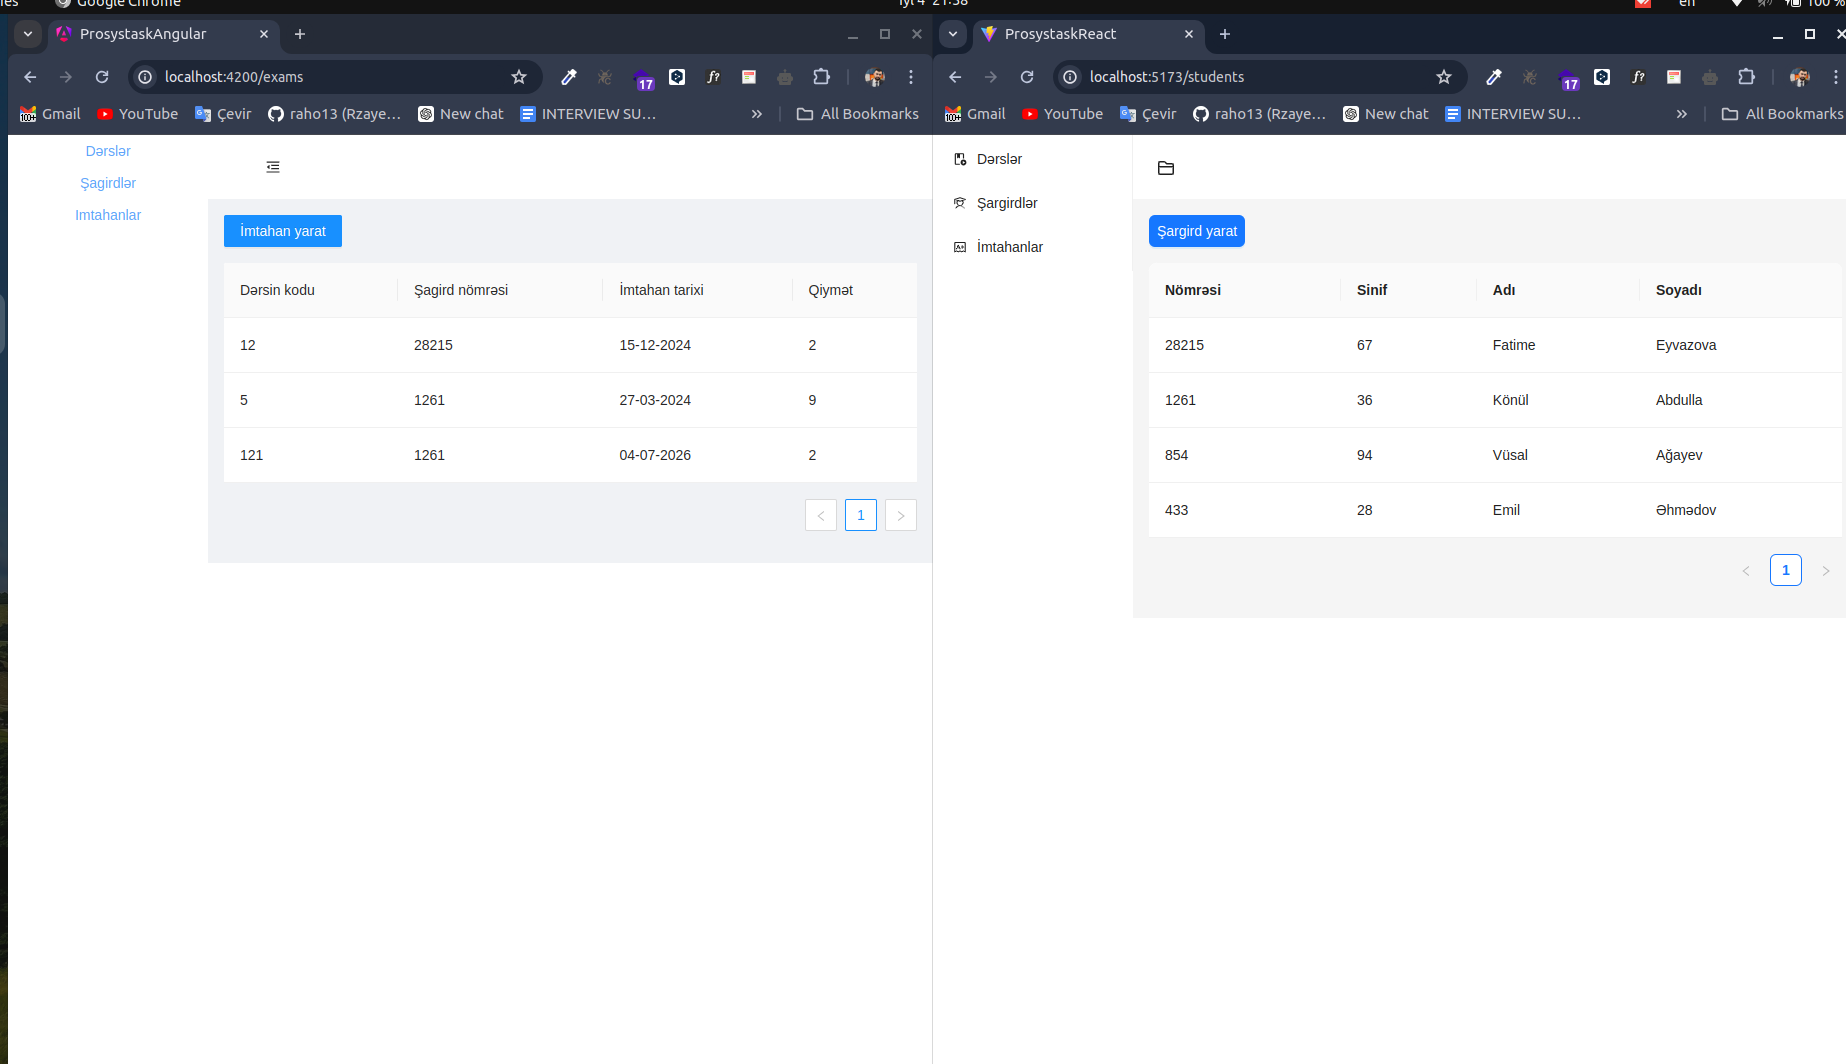 Google Chrome
İyl 4 21:38
en
100 %
ProsystaskAngular
localhost:4200/exams
17
Gmail
YouTube
Çevir
raho13 (Rzaye...
New chat
INTERVIEW SU...
All Bookmarks
Dərslər
Şagirdlər
Imtahanlar
İmtahan yarat
Dərsin kodu Şagird nömrəsi İmtahan tarixi Qiymət
12 28215 15-12-2024 2
5 1261 27-03-2024 9
121 1261 04-07-2026 2
1
ProsystaskReact
localhost:5173/students
17
Gmail
YouTube
Çevir
raho13 (Rzaye...
New chat
INTERVIEW SU...
All Bookmarks
Dərslər
Şargirdlər
İmtahanlar
Şargird yarat
Nömrəsi Sinif Adı Soyadı
28215 67 Fatime Eyvazova
1261 36 Könül Abdulla
854 94 Vüsal Ağayev
433 28 Emil Əhmədov
1